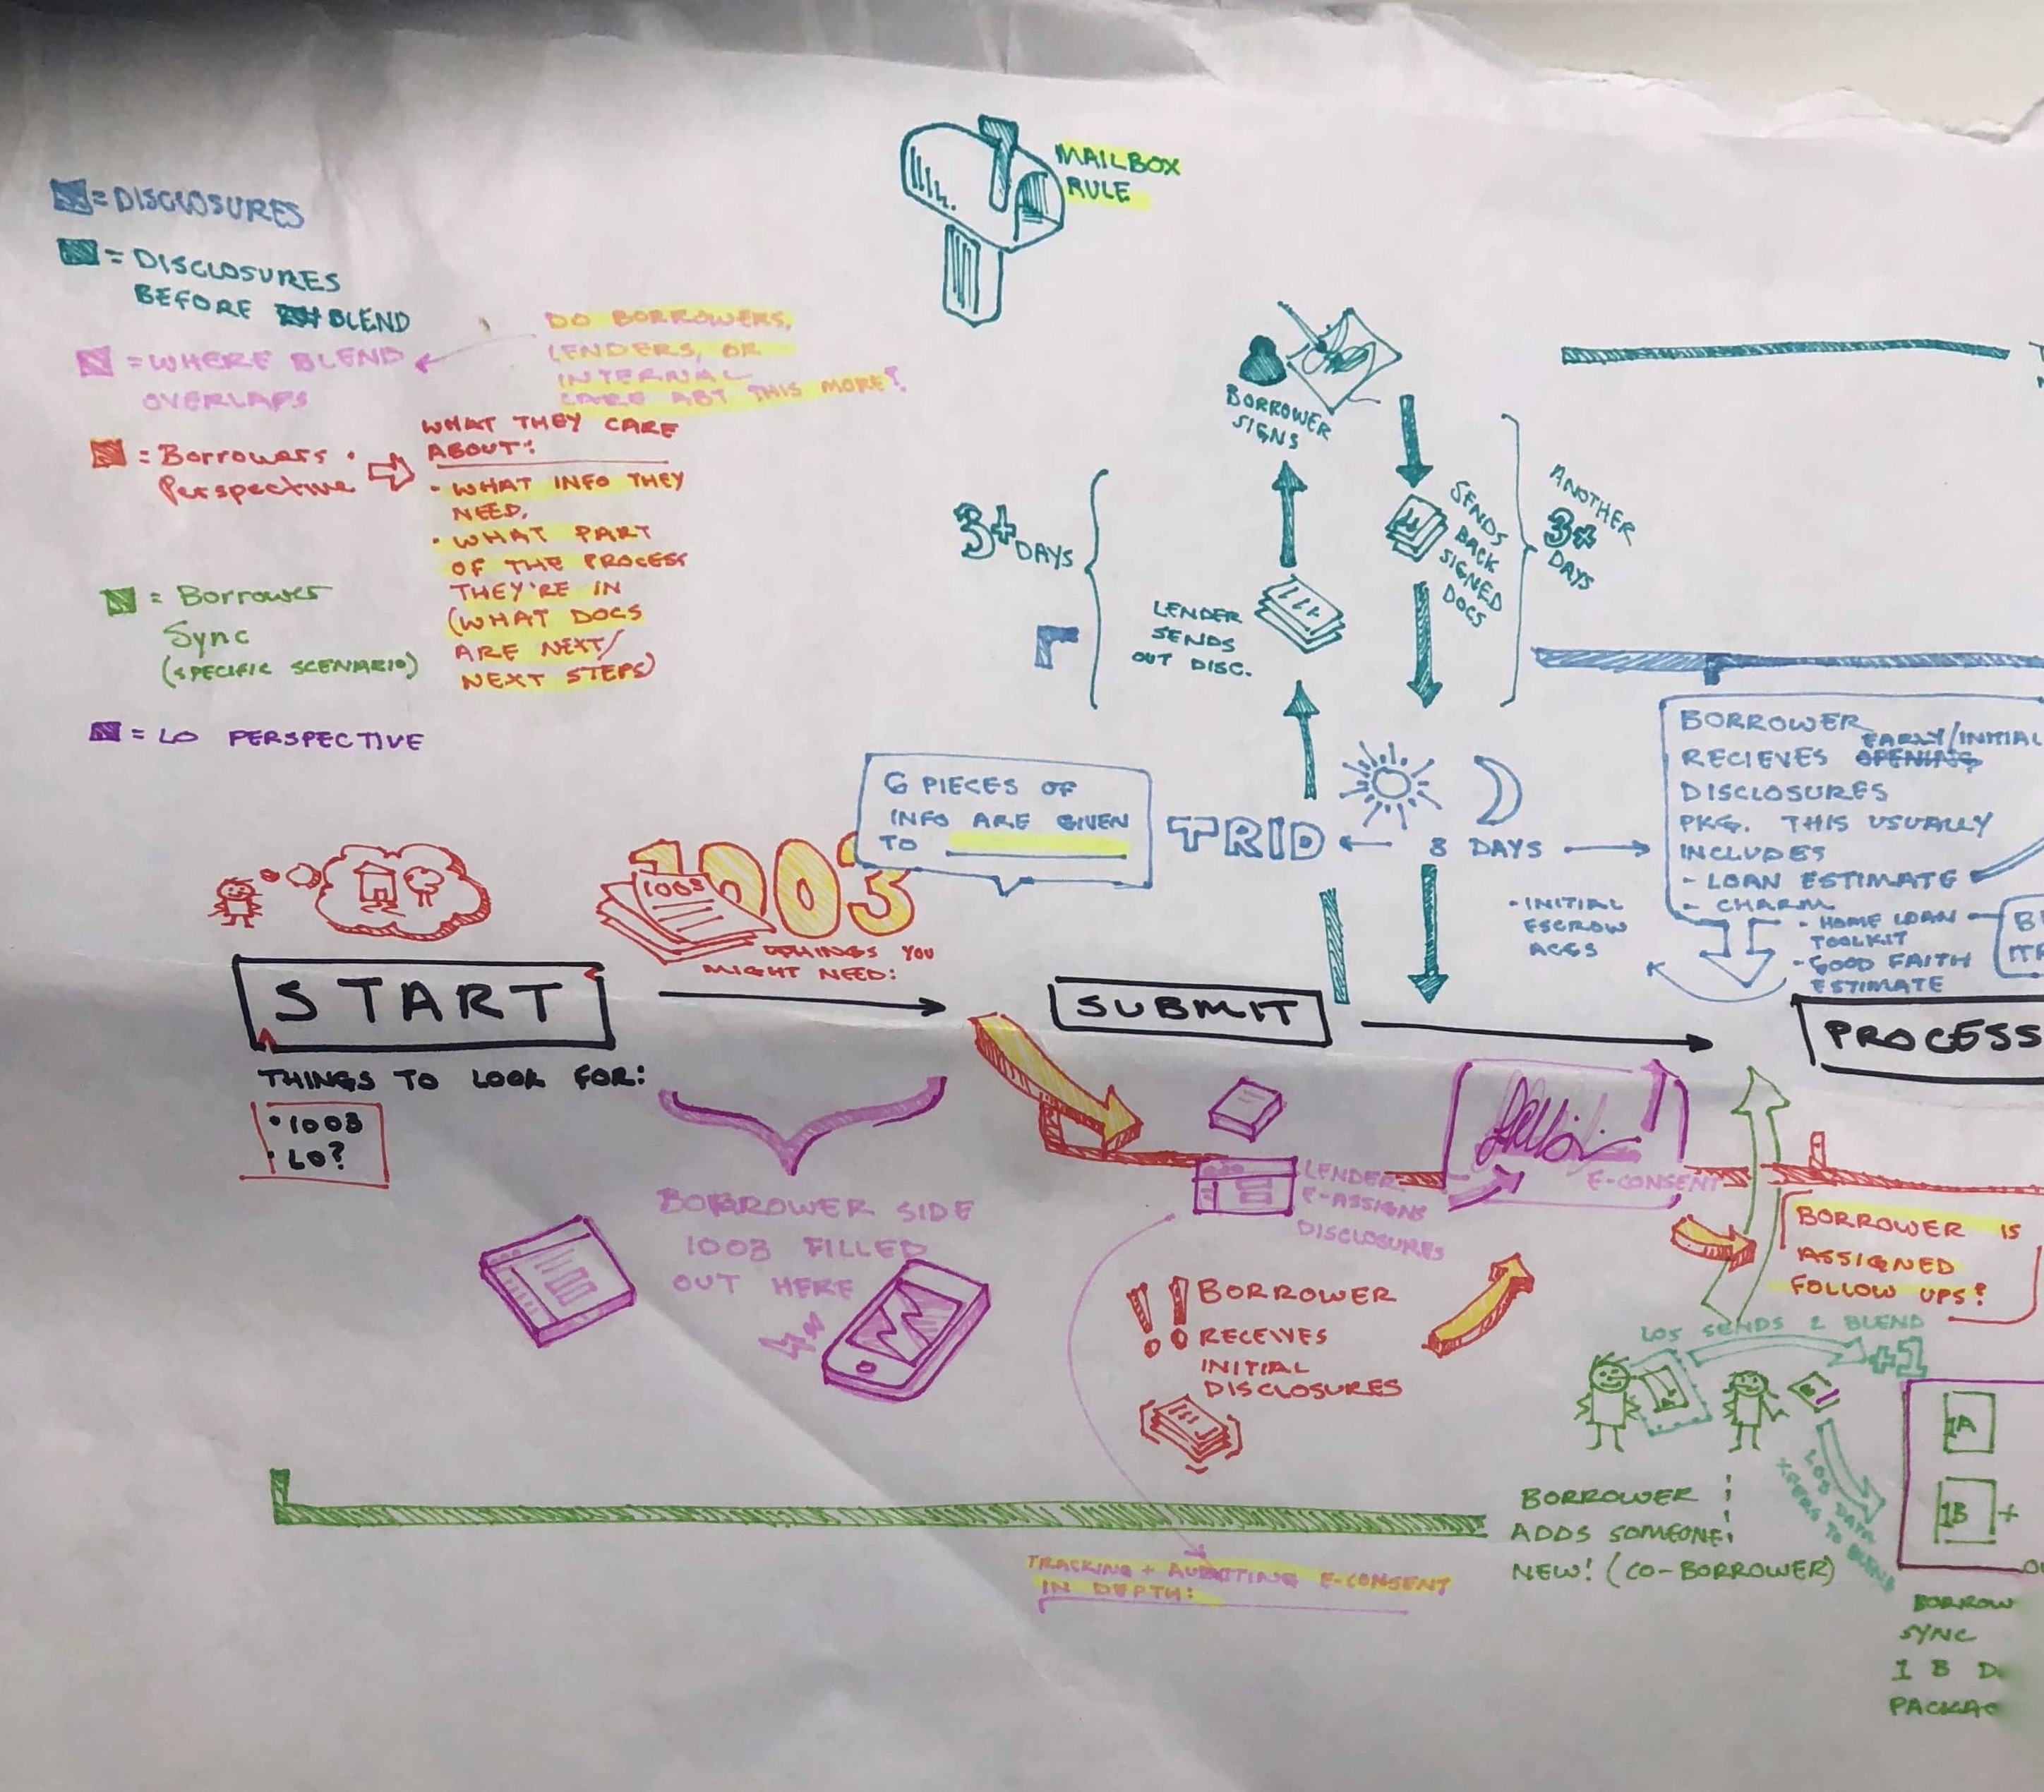 MAILBOX
RULE
= DISCLOSURES
= DISCLOSURES
BEFORE BLEND
= WHERE BLEND
OVERLAPS
DO BORROWERS,
LENDERS, OR
INTERNAL
CARE ABT THIS MORE?
= Borrowers
Perspective
WHAT THEY CARE
ABOUT:
- WHAT INFO THEY
NEED.
• WHAT PART
OF THE PROCESS
THEY'RE IN
(WHAT DOCS
ARE NEXT/
NEXT STEPS)
= Borrower
Sync
(SPECIFIC SCENARIO)
= LO PERSPECTIVE
BORROWER
SIGNS
3+ DAYS
LENDER
SENDS
OUT DISC.
SENDS
BACK
SIGNED
DOCS
ANOTHER
3+
DAYS
6 PIECES OF
INFO ARE GIVEN
TO
TRID
8 DAYS
- INITIAL
ESCROW
ACCS
BORROWER
EARLY/INITIAL
RECIEVES OPENING
DISCLOSURES
PKG. THIS USUALLY
INCLUDES
- LOAN ESTIMATE
- CHARM
- HOME LOAN
TOOLKIT
- GOOD FAITH
ESTIMATE
1003
1003
THINGS YOU
MIGHT NEED:
START
SUBMIT
PROCESS
THINGS TO LOOK FOR:
• 1003
• LO?
BORROWER SIDE
1003 FILLED
OUT HERE
LENDER
E-ASSIGNS
DISCLOSURES
E-CONSENT
!! BORROWER
RECEIVES
INITIAL
DISCLOSURES
BORROWER IS
ASSIGNED
FOLLOW UPS?
LOS SENDS 2 BLEND
+1
LOS DATA
XFERS TO BLEND
BORROWER
ADDS SOMEONE
NEW! (CO-BORROWER)
1A
1B +
TRACKING + AUDITING E-CONSENT
IN DEPTH:
BORROW
SYNC
1 B D
PACKAG